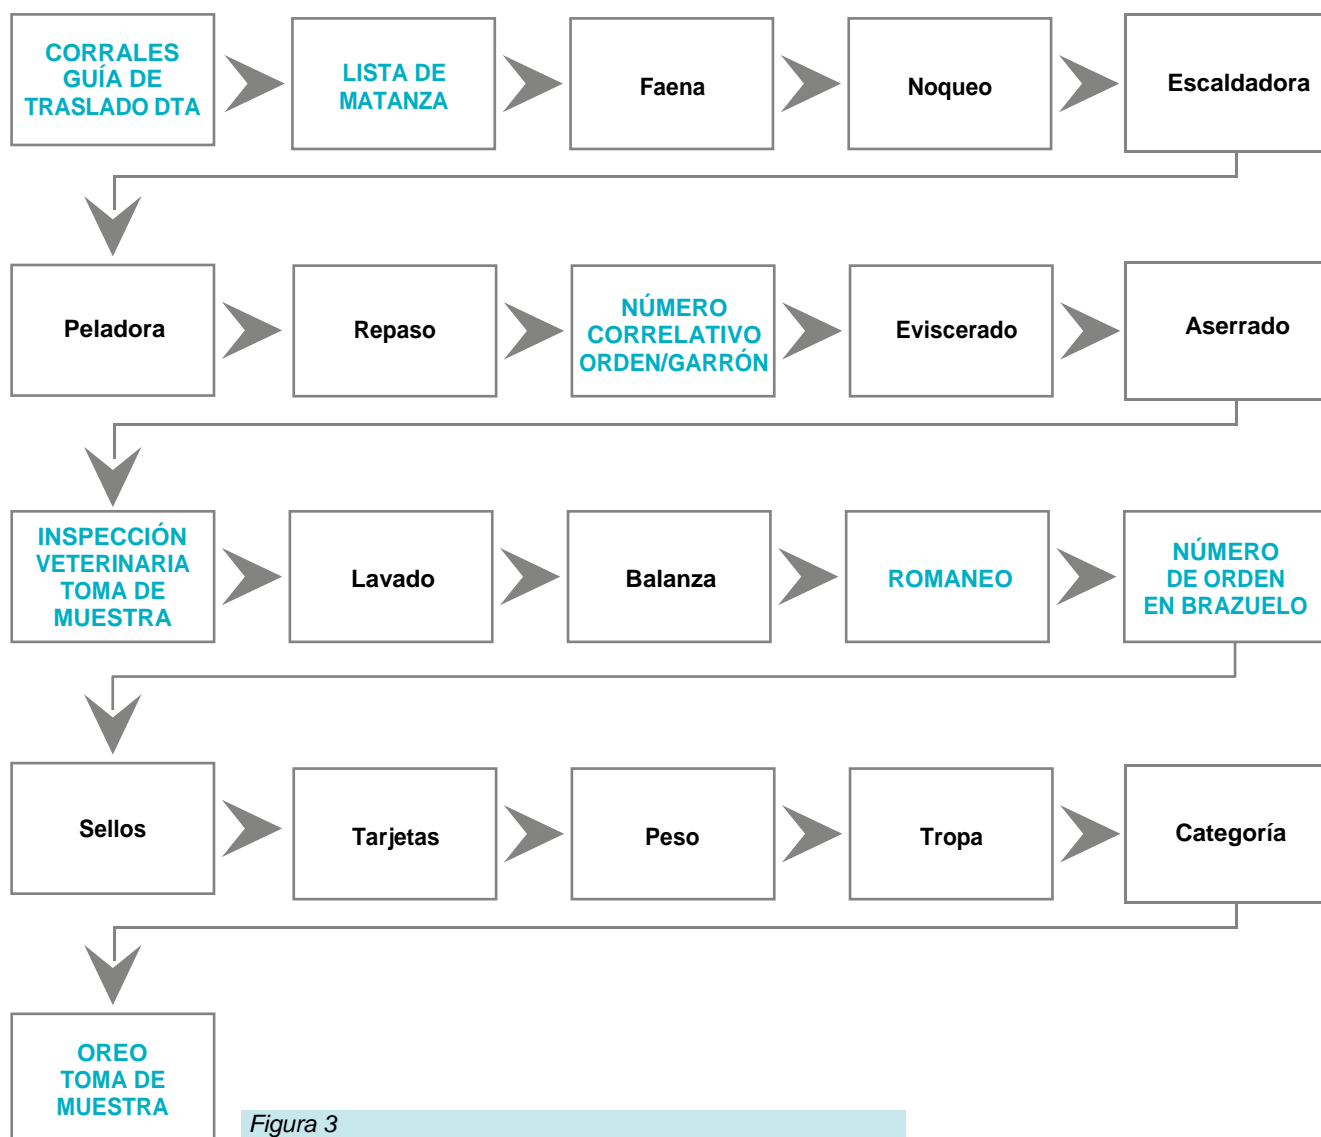 CORRALES
GUÍA DE
TRASLADO DTA
LISTA DE
MATANZA
Faena
Noqueo
Escaldadora
Peladora
Repaso
NÚMERO
CORRELATIVO
ORDEN/GARRÓN
Eviscerado
Aserrado
INSPECCIÓN
VETERINARIA
TOMA DE
MUESTRA
Lavado
Balanza
ROMANEO
NÚMERO
DE ORDEN
EN BRAZUELO
Sellos
Tarjetas
Peso
Tropa
Categoría
OREO
TOMA DE
MUESTRA
Figura 3